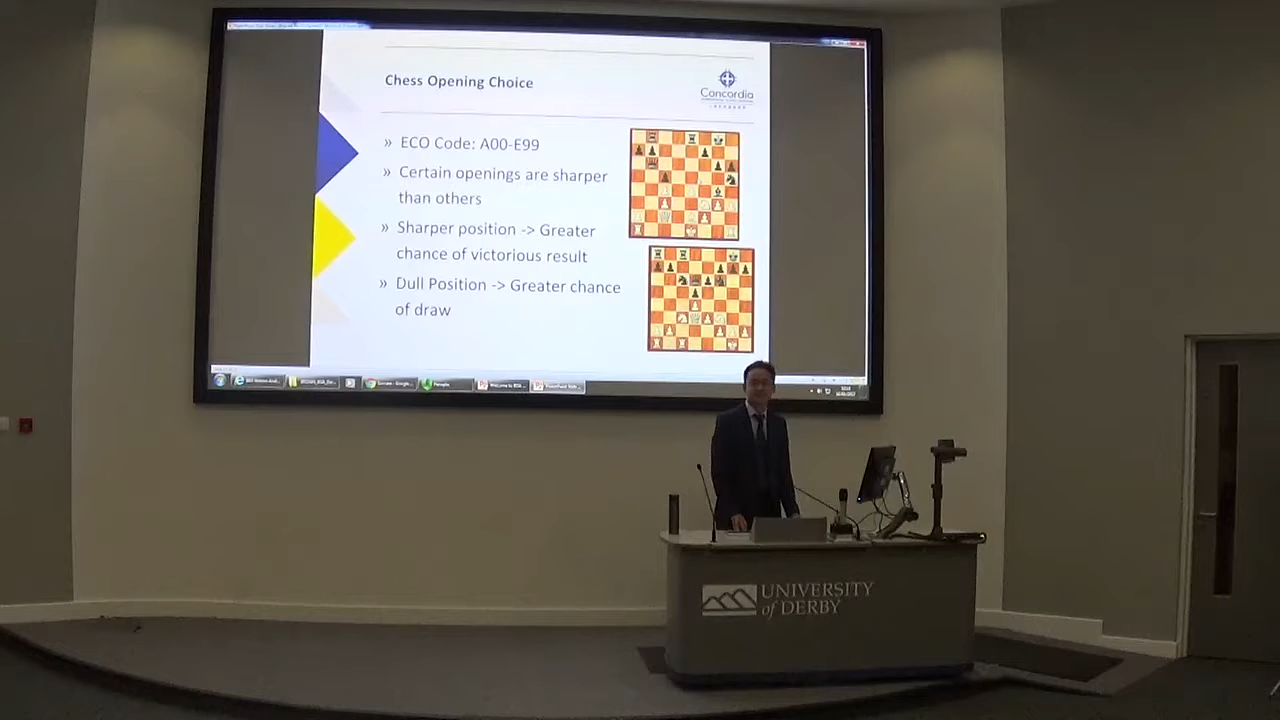 Chess Opening Choice
Concordia
» ECO Code: A00-E99
» Certain openings are sharper
than others
» Sharper position -> Greater
chance of victorious result
» Dull Position -> Greater chance
of draw
UNIVERSITY
of DERBY